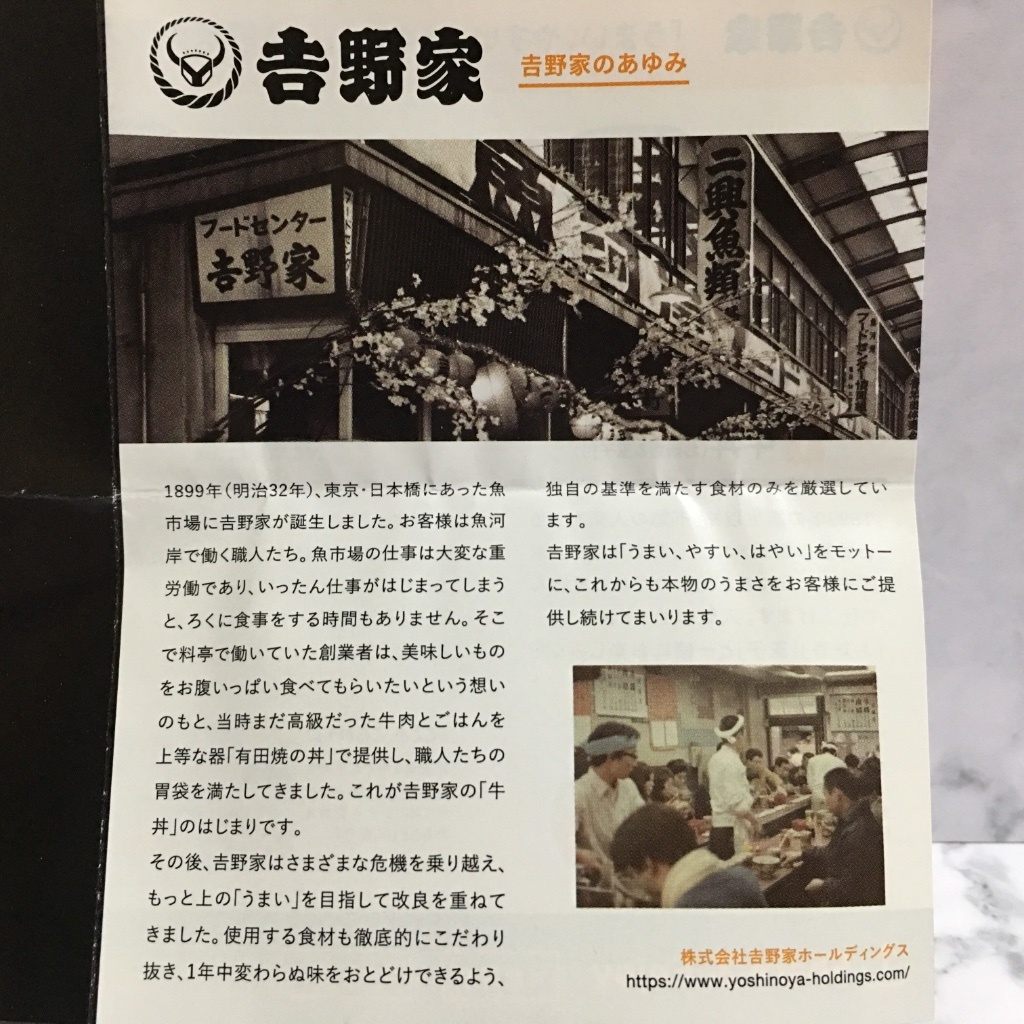 𠮷野家
𠮷野家のあゆみ
フードセンター
𠮷野家
二興魚類
1899年(明治32年)、東京・日本橋にあった魚
市場に𠮷野家が誕生しました。お客様は魚河
岸で働く職人たち。魚市場の仕事は大変な重
労働であり、いったん仕事がはじまってしまう
と、ろくに食事をする時間もありません。そこ
で料亭で働いていた創業者は、美味しいもの
をお腹いっぱい食べてもらいたいという想い
のもと、当時まだ高級だった牛肉とごはんを
上等な器「有田焼の丼」で提供し、職人たちの
胃袋を満たしてきました。これが𠮷野家の「牛
丼」のはじまりです。
その後、𠮷野家はさまざまな危機を乗り越え、
もっと上の「うまい」を目指して改良を重ねて
きました。使用する食材も徹底的にこだわり
抜き、1年中変わらぬ味をおとどけできるよう、
独自の基準を満たす食材のみを厳選してい
ます。
𠮷野家は「うまい、やすい、はやい」をモットー
に、これからも本物のうまさをお客様にご提
供し続けてまいります。
株式会社𠮷野家ホールディングス
https://www.yoshinoya-holdings.com/